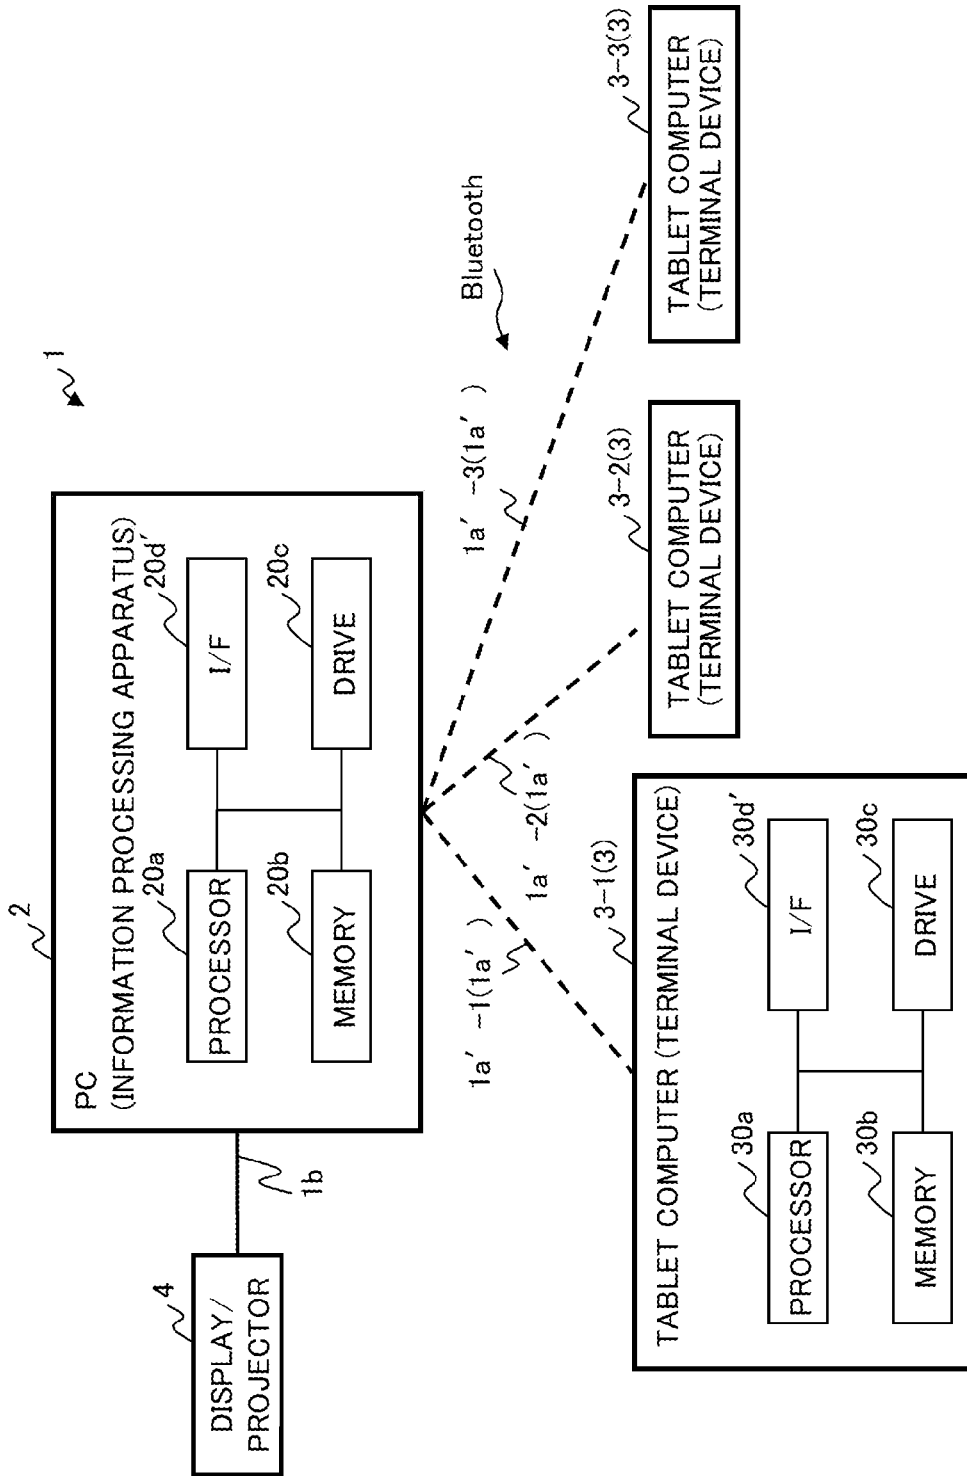 1
4
DISPLAY/
PROJECTOR
1b
2
PC
(INFORMATION PROCESSING APPARATUS)
20a
PROCESSOR
20d′
I/F
20b
MEMORY
20c
DRIVE
Bluetooth
1a′ -1(1a′ )
1a′ -2(1a′ )
1a′ -3(1a′ )
3-1(3)
TABLET COMPUTER (TERMINAL DEVICE)
30a
PROCESSOR
30d′
I/F
30b
MEMORY
30c
DRIVE
3-2(3)
TABLET COMPUTER
(TERMINAL DEVICE)
3-3(3)
TABLET COMPUTER
(TERMINAL DEVICE)